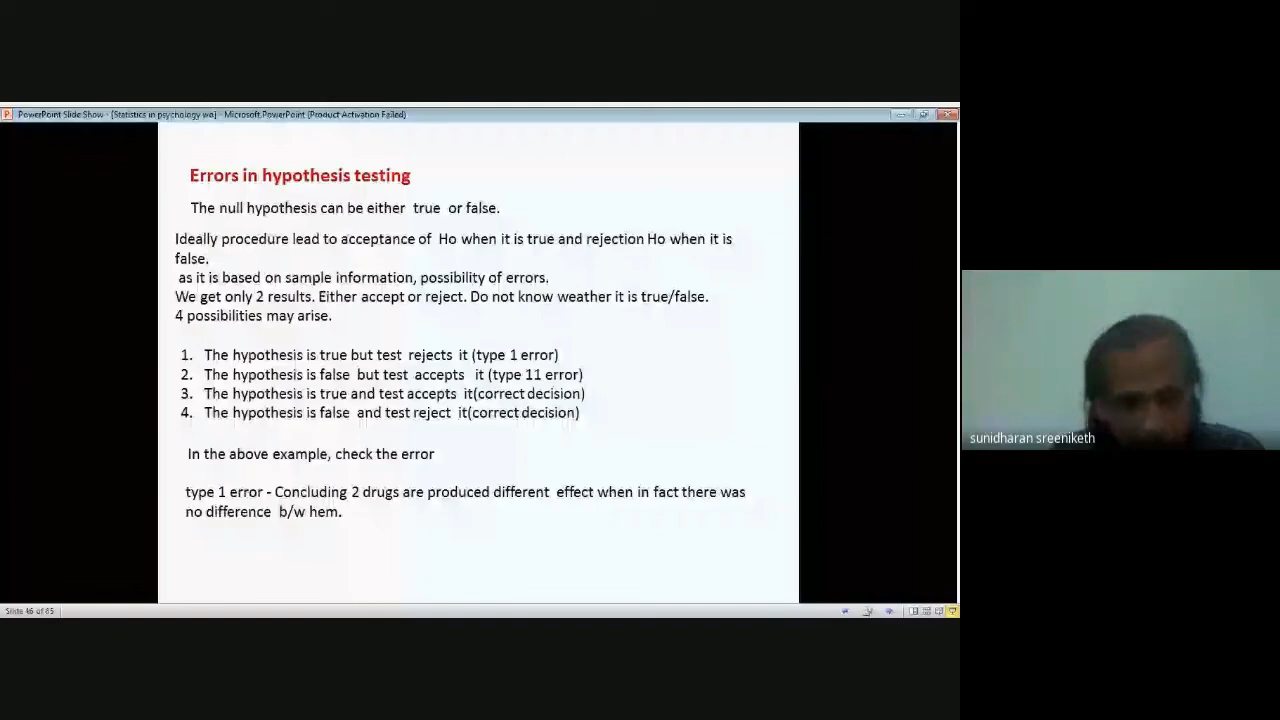 PowerPoint Slide Show - [Statistics in psychology wo] - Microsoft PowerPoint (Product Activation Failed)
Errors in hypothesis testing
The null hypothesis can be either true or false.
Ideally procedure lead to acceptance of Ho when it is true and rejection Ho when it is
false.
as it is based on sample information, possibility of errors.
We get only 2 results. Either accept or reject. Do not know weather it is true/false.
4 possibilities may arise.
1. The hypothesis is true but test rejects it (type 1 error)
2. The hypothesis is false but test accepts it (type 11 error)
3. The hypothesis is true and test accepts it(correct decision)
4. The hypothesis is false and test reject it(correct decision)
In the above example, check the error
type 1 error - Concluding 2 drugs are produced different effect when in fact there was
no difference b/w hem.
sunidharan sreeniketh
Slide 46 of 65